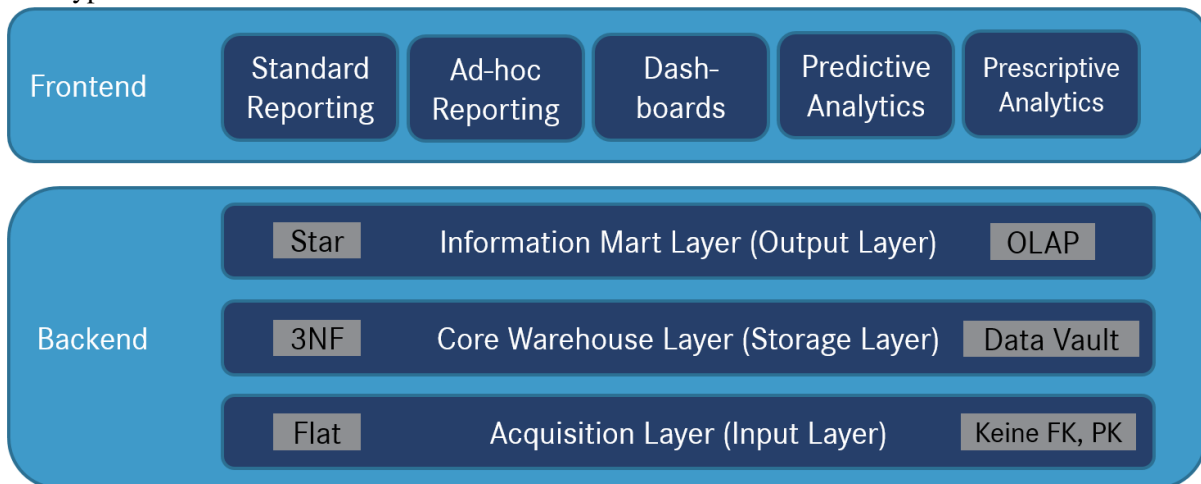 Frontend
Standard
Reporting
Ad-hoc
Reporting
Dash-
boards
Predictive
Analytics
Prescriptive
Analytics
Backend
Star
Information Mart Layer (Output Layer)
OLAP
3NF
Core Warehouse Layer (Storage Layer)
Data Vault
Flat
Acquisition Layer (Input Layer)
Keine FK, PK